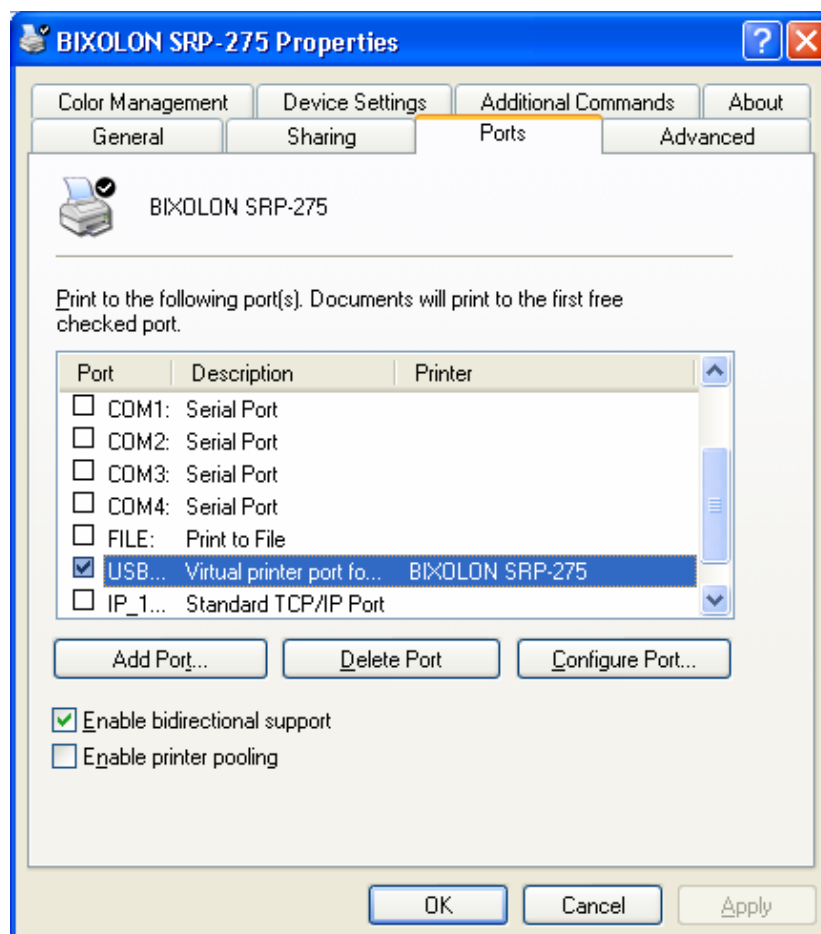 BIXOLON SRP-275 Properties
Color Management Device Settings Additional Commands About
General Sharing Ports Advanced
BIXOLON SRP-275
Print to the following port(s). Documents will print to the first free
checked port.
Port Description Printer
COM1: Serial Port
COM2: Serial Port
COM3: Serial Port
COM4: Serial Port
FILE: Print to File
USB... Virtual printer port fo... BIXOLON SRP-275
IP_1... Standard TCP/IP Port
Add Port... Delete Port Configure Port...
Enable bidirectional support
Enable printer pooling
OK Cancel Apply